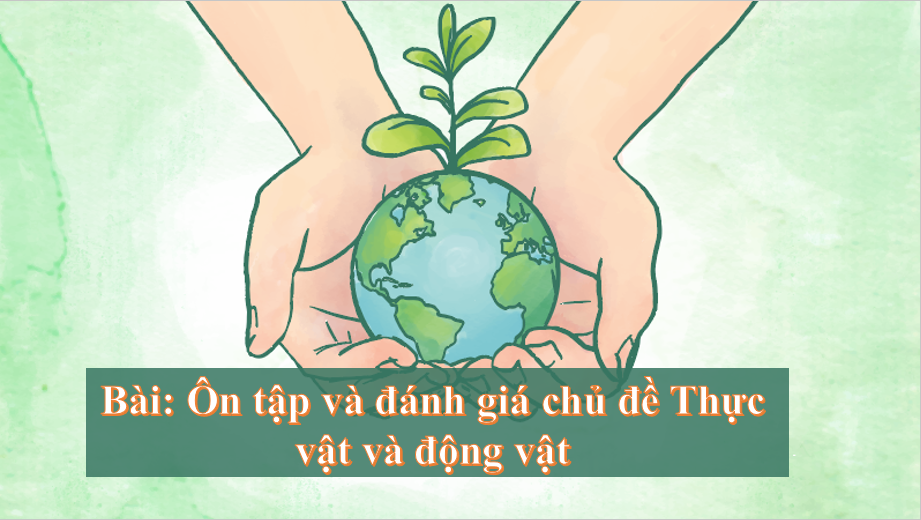 Bài: Ôn tập và đánh giá chủ đề Thực
vật và động vật